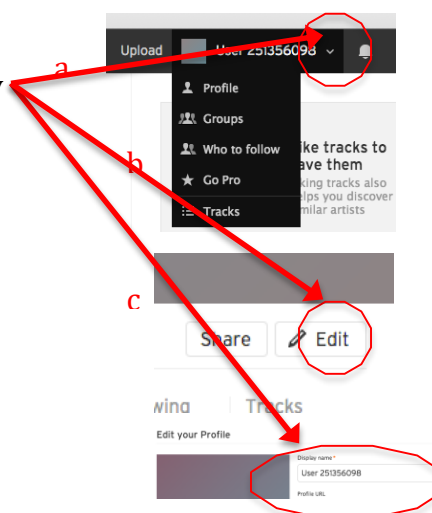 Upload User 251356098
a
Profile
Groups
b
Who to follow
Go Pro
Tracks
ike tracks to
ave them
king tracks also
elps you discover
milar artists
c
Share Edit
wing Tracks
Edit your Profile
Display name *
User 251356098
Profile URL